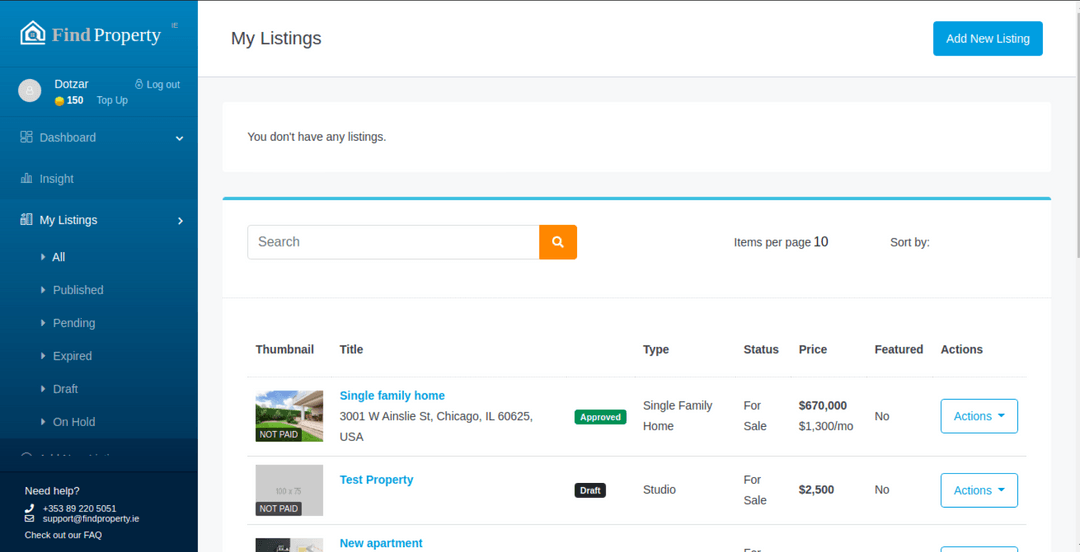 Find Property IE
My Listings
Add New Listing
Dotzar
Log out
150
Top Up
Dashboard
Insight
My Listings
All
Published
Pending
Expired
Draft
On Hold
Need help?
+353 89 220 5051
support@findproperty.ie
Check out our FAQ
You don't have any listings.
Search
Items per page 10
Sort by:
Thumbnail Title Type Status Price Featured Actions
NOT PAID
Single family home
3001 W Ainslie St, Chicago, IL 60625,
USA
Approved
Single Family
Home
For
Sale
$670,000
$1,300/mo
No
Actions
100 x 75
NOT PAID
Test Property
Draft
Studio
For
Sale
$2,500
No
Actions
New apartment